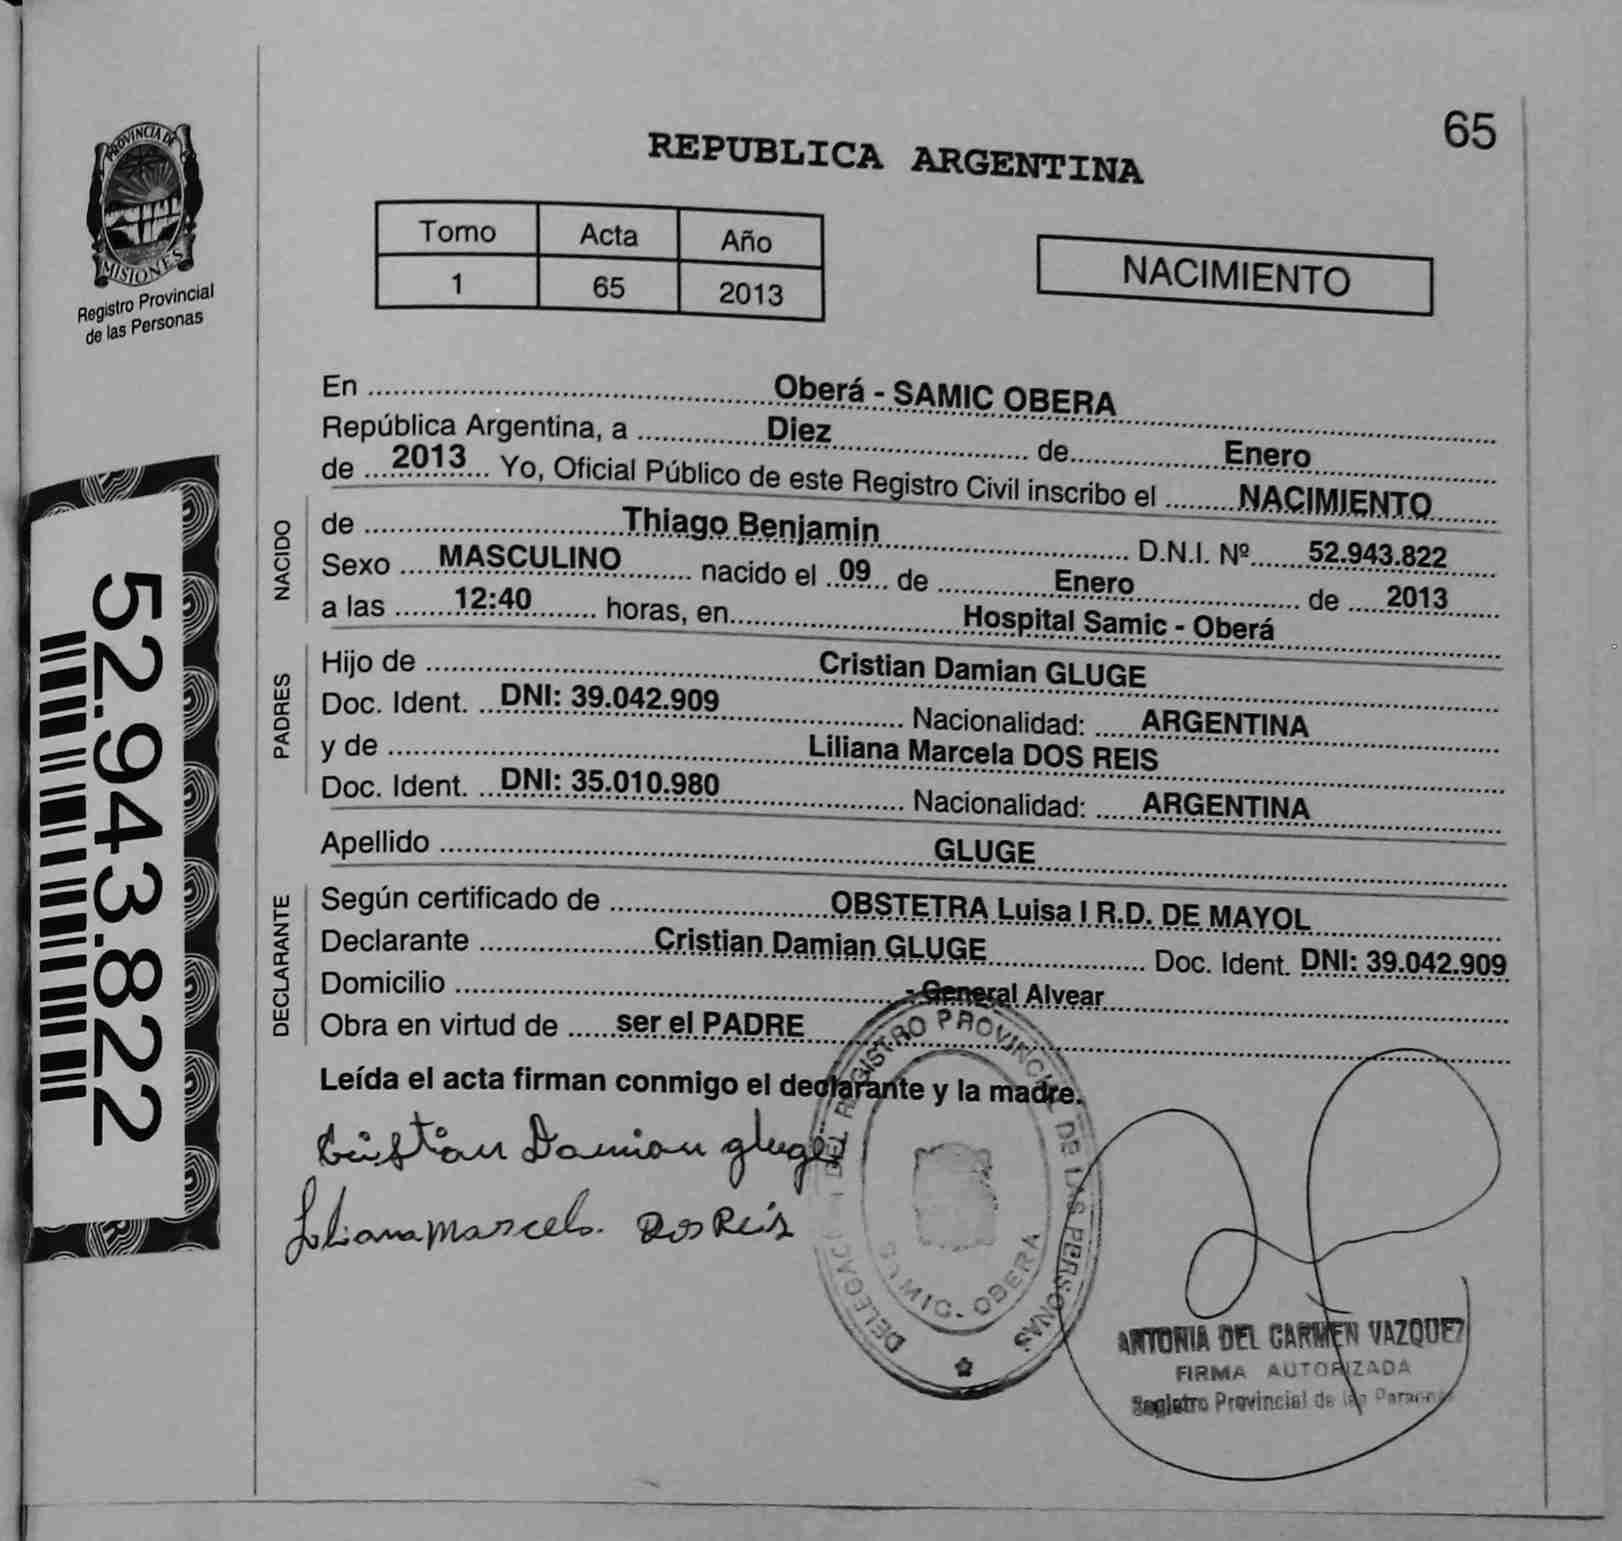 65
REPUBLICA ARGENTINA
PROVINCIA DE
MISIONES
Registro Provincial
de las Personas
Tomo Acta Año
1 65 2013
NACIMIENTO
En ........ Oberá - SAMIC OBERA
República Argentina, a ........ Diez ........ de ........ Enero
de ... 2013 ... Yo, Oficial Público de este Registro Civil inscribo el ........ NACIMIENTO
NACIDO
de ........ Thiago Benjamin ........ D.N.I. Nº ...... 52.943.822
Sexo .... MASCULINO ........ nacido el .. 09 .. de ........ Enero ........ de .... 2013
a las ...... 12:40 ........ horas, en ........ Hospital Samic - Oberá
PADRES
Hijo de ........ Cristian Damian GLUGE
Doc. Ident. ... DNI: 39.042.909 ........ Nacionalidad: ..... ARGENTINA
y de ........ Liliana Marcela DOS REIS
Doc. Ident. ... DNI: 35.010.980 ........ Nacionalidad: ..... ARGENTINA
Apellido ........ GLUGE
DECLARANTE
Según certificado de ........ OBSTETRA Luisa I R.D. DE MAYOL
Declarante ........ Cristian Damian GLUGE ........ Doc. Ident. DNI: 39.042.909
Domicilio ........ - General Alvear
Obra en virtud de ...... ser el PADRE
Leída el acta firman conmigo el declarante y la madre.
Cristian Damian gluge
Liliana Marcela Dos Reis
DEL REGISTRO PROVINCIAL DE LAS PERSONAS
SAMIC. OBERA
ANTONIA DEL CARMEN VAZQUEZ
FIRMA AUTORIZADA
Registro Provincial de las Personas
52.943.822